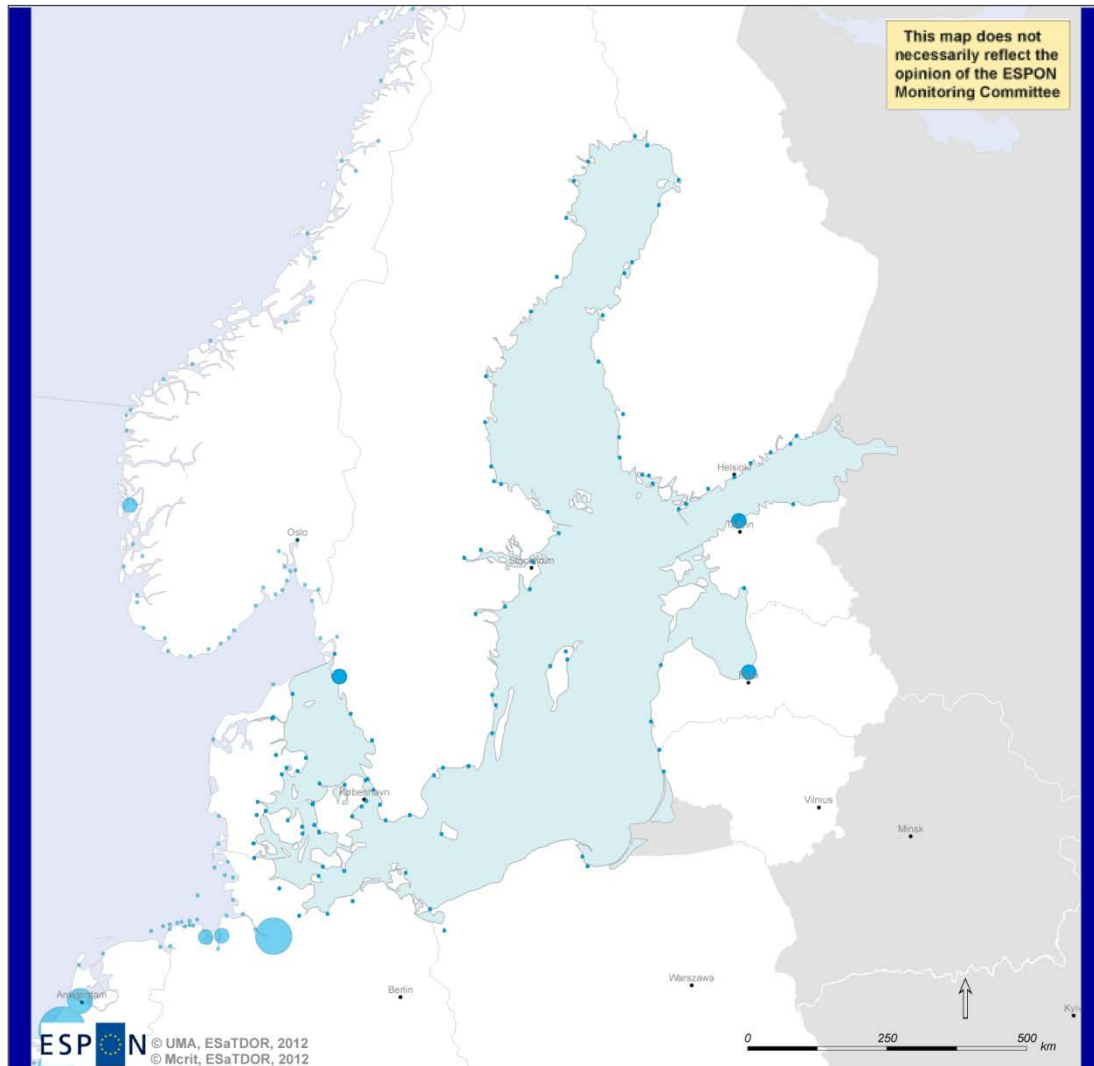 This map does not
necessarily reflect the
opinion of the ESPON
Monitoring Committee
Helsinki
Oslo
Stockholm
København
Vilnius
Minsk
Warszawa
Amsterdam
Berlin
ESPON
© UMA, ESaTDOR, 2012
© Mcrit, ESaTDOR, 2012
0 250 500
km